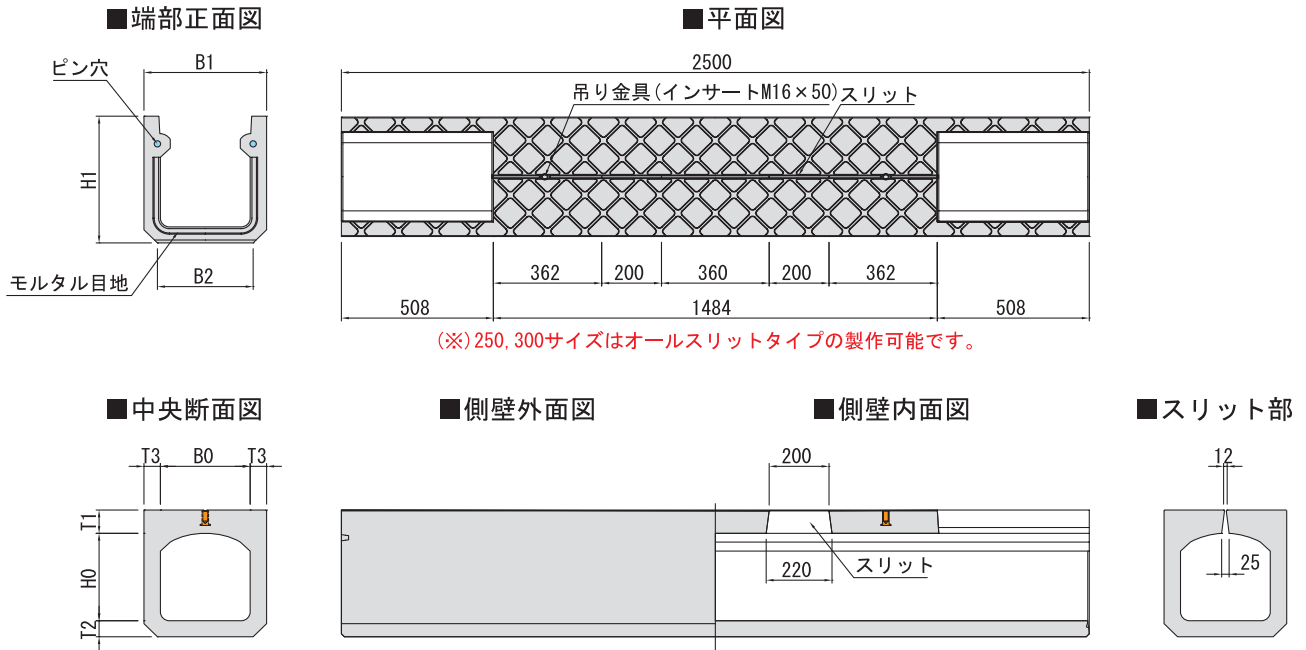 ■端部正面図
■平面図
ピン穴
B1
2500
吊り金具(インサートM16×50)
スリット
H1
モルタル目地
B2
362
200
360
200
362
508
1484
508
(※)250,300サイズはオールスリットタイプの製作可能です。
■中央断面図
■側壁外面図
■側壁内面図
■スリット部
T3
B0
T3
200
12
T1
H0
T2
220
スリット
25